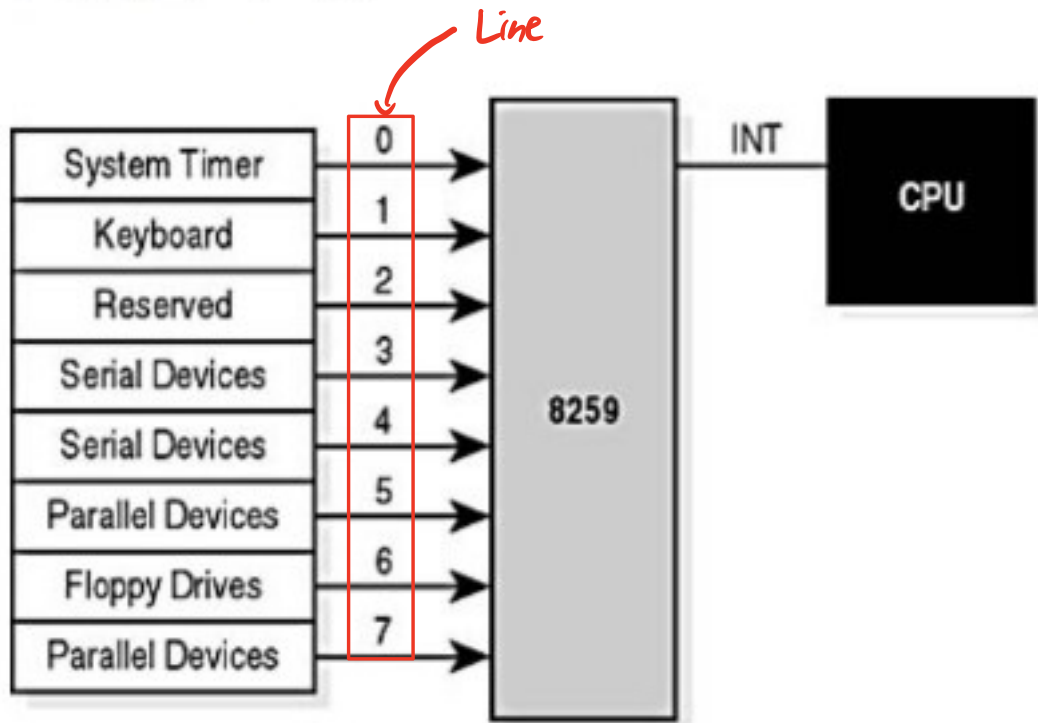 Line
System Timer
0
Keyboard
1
Reserved
2
Serial Devices
3
Serial Devices
4
Parallel Devices
5
Floppy Drives
6
Parallel Devices
7
8259
INT
CPU